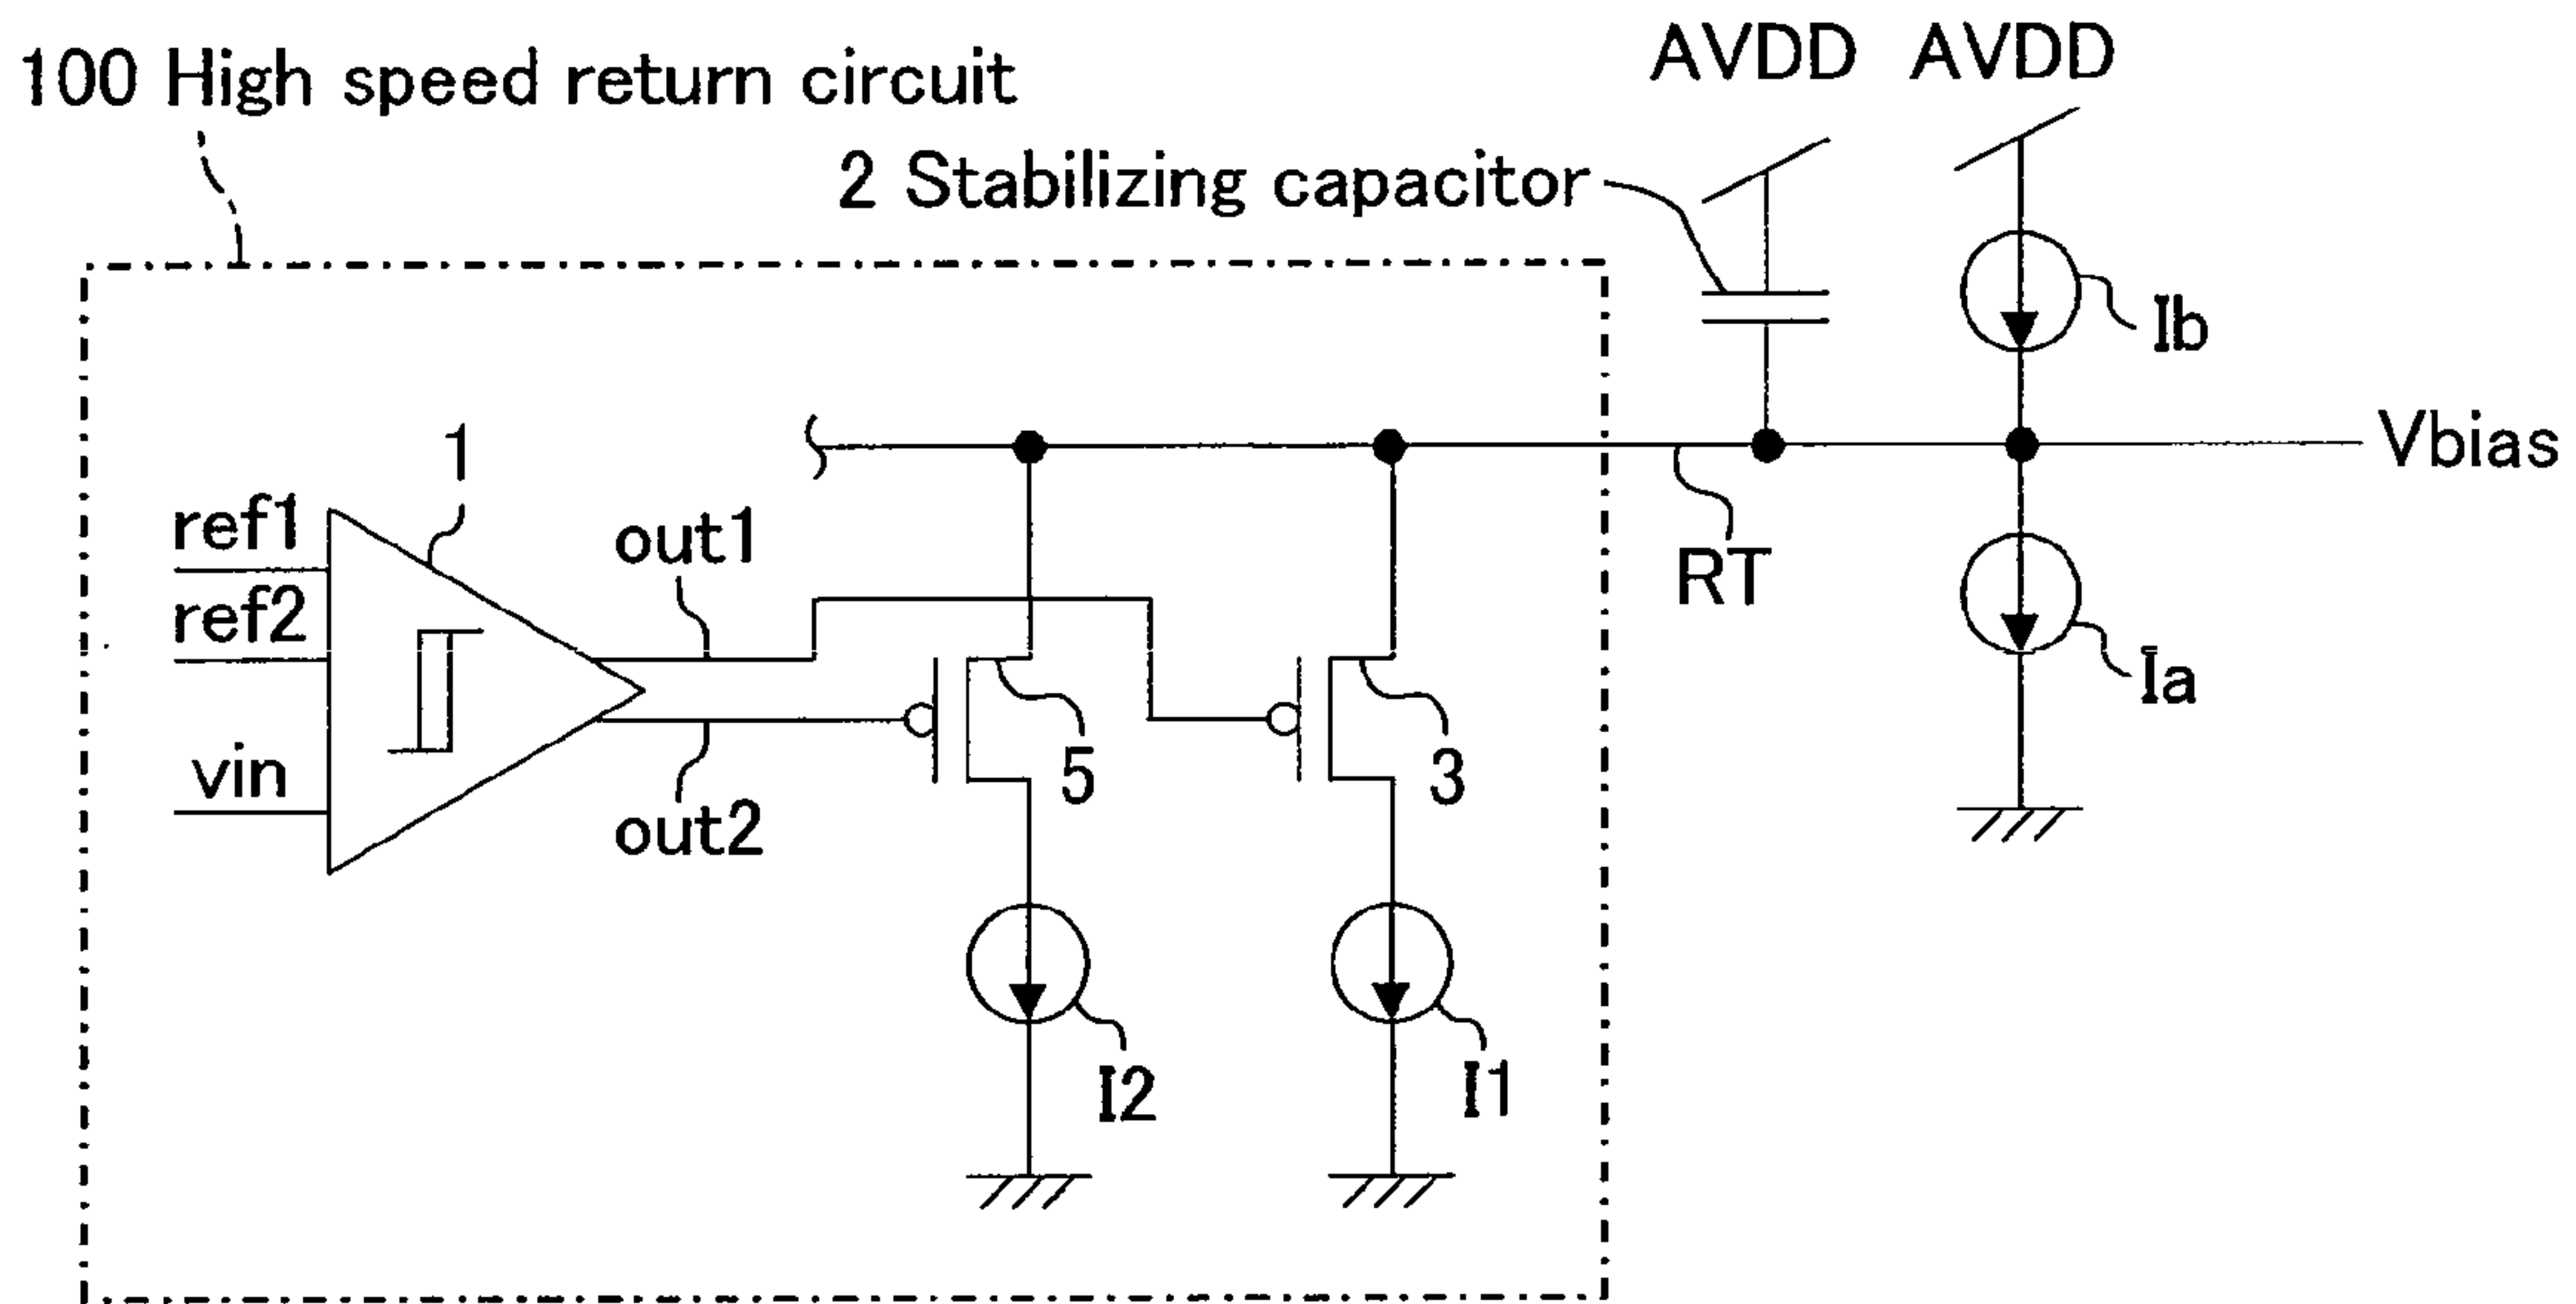 AVDD AVDD
100 High speed return circuit
2 Stabilizing capacitor
Ib
Vbias
1
ref1
out1
RT
ref2
Ia
vin
5
3
out2
I2
I1